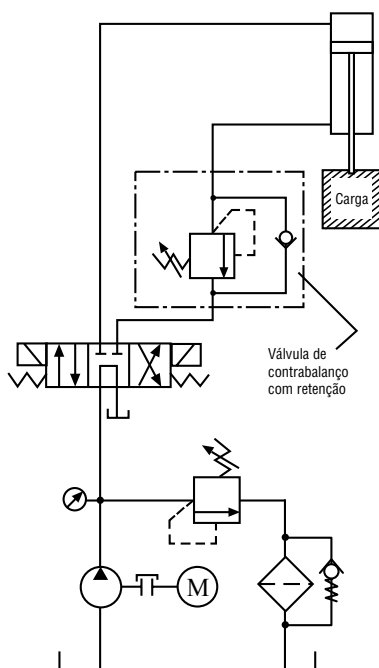 Carga
Válvula de
contrabalanço
com retenção
M